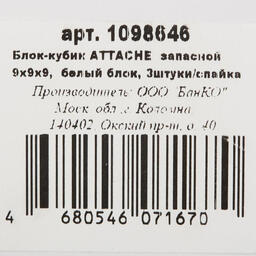 арт. 1098646
Блок-кубик ATTACHE запасной
9х9х9, белый блок, 3штуки/спайка
Производитель: ООО "БанКО"
Моск. обл., г. Коломна
140402, Окский пр-т, д. 40
4 680546 071670